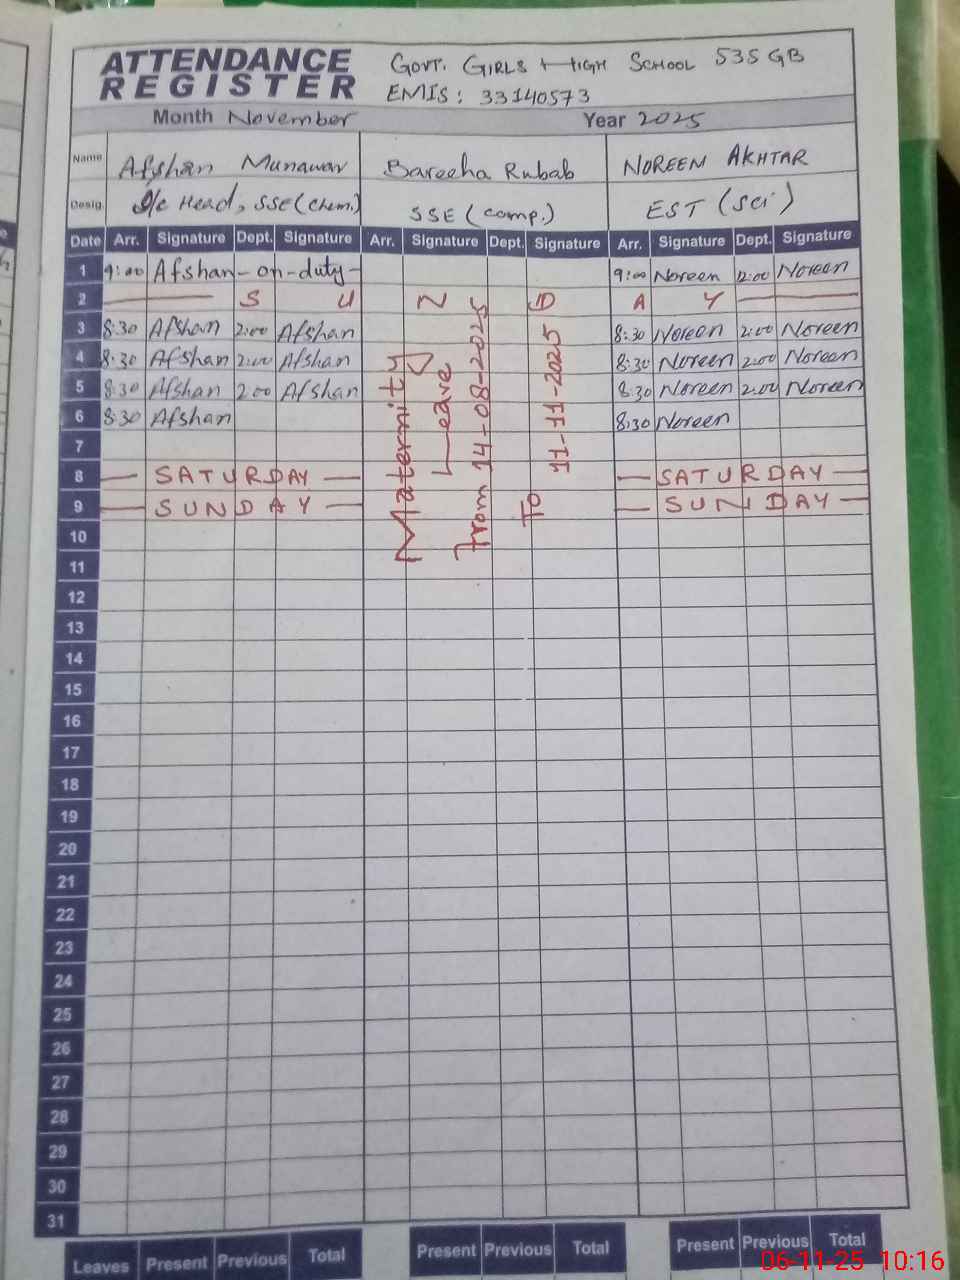 ATTENDANCE REGISTER
GOVT. GIRLS HIGH SCHOOL 535 GB
EMIS: 33140573
Month November Year 2025
Name Afshan Munawar Bareeha Rubab NOREEN AKHTAR
Desig. I/c Head, SSE (Chem.) SSE (Comp.) EST (Sci)
Date Arr. Signature Dept. Signature Arr. Signature Dept. Signature Arr. Signature Dept. Signature
1 9:00 Afshan - on - duty - 9:00 Noreen 12:00 Noreen
2 S U N D A Y
3 8:30 Afshan 2:00 Afshan 8:30 Noreen 2:00 Noreen
4 8:30 Afshan 2:00 Afshan 8:30 Noreen 2:00 Noreen
5 8:30 Afshan 2:00 Afshan 8:30 Noreen 2:00 Noreen
6 8:30 Afshan 8:30 Noreen
7
8 SATURDAY SATURDAY
9 SUNDAY SUNDAY
Maternity
Leave
From 14-08-2025
To 11-11-2025
10
11
12
13
14
15
16
17
18
19
20
21
22
23
24
25
26
27
28
29
30
31
Leaves Present Previous Total Present Previous Total Present Previous Total
06-11-25 10:16